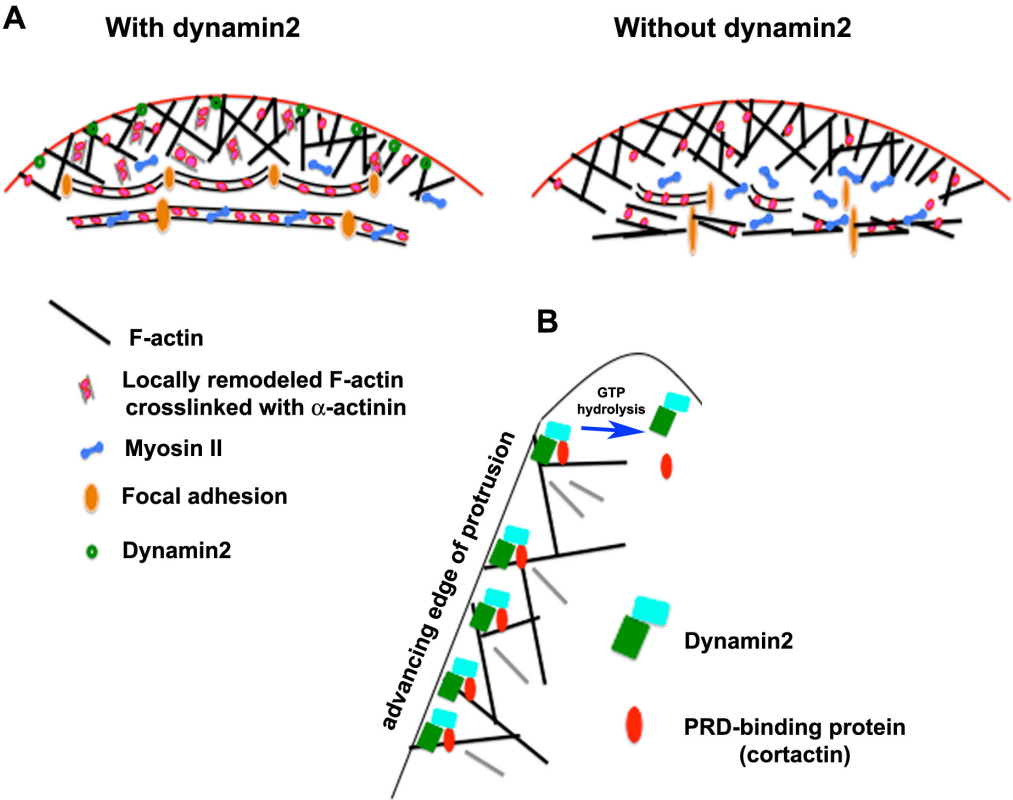 A
With dynamin2
Without dynamin2
F-actin
Locally remodeled F-actin
crosslinked with α-actinin
Myosin II
Focal adhesion
Dynamin2
B
GTP
hydrolysis
advancing edge of protrusion
Dynamin2
PRD-binding protein
(cortactin)